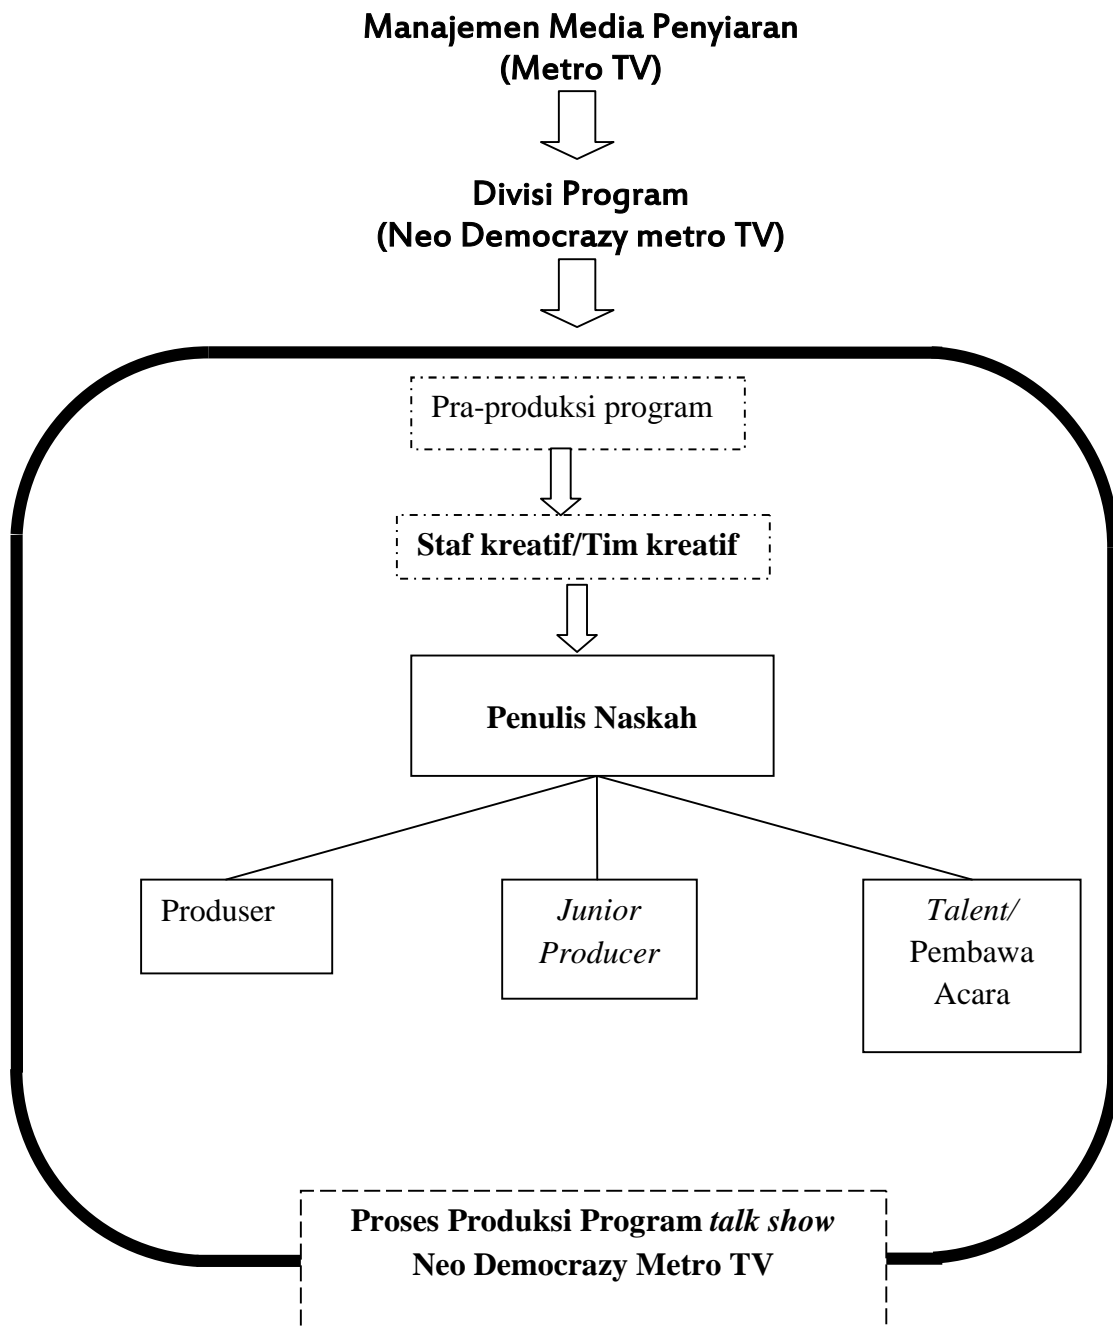 Manajemen Media Penyiaran
(Metro TV)
Divisi Program
(Neo Democrazy metro TV)
Pra-produksi program
Staf kreatif/Tim kreatif
Penulis Naskah
Produser
Junior
Producer
Talent/
Pembawa
Acara
Proses Produksi Program talk show
Neo Democrazy Metro TV